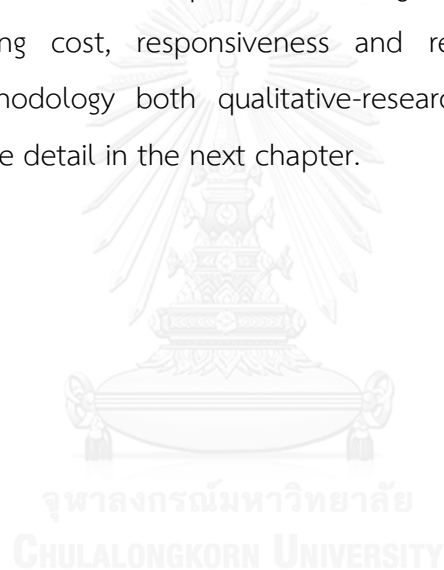 ng cost, responsiveness and re
nodology both qualitative-resear
e detail in the next chapter.
จุฬาลงกรณ์มหาวิทยาลัย
CHULALONGKORN UNIVERSITY